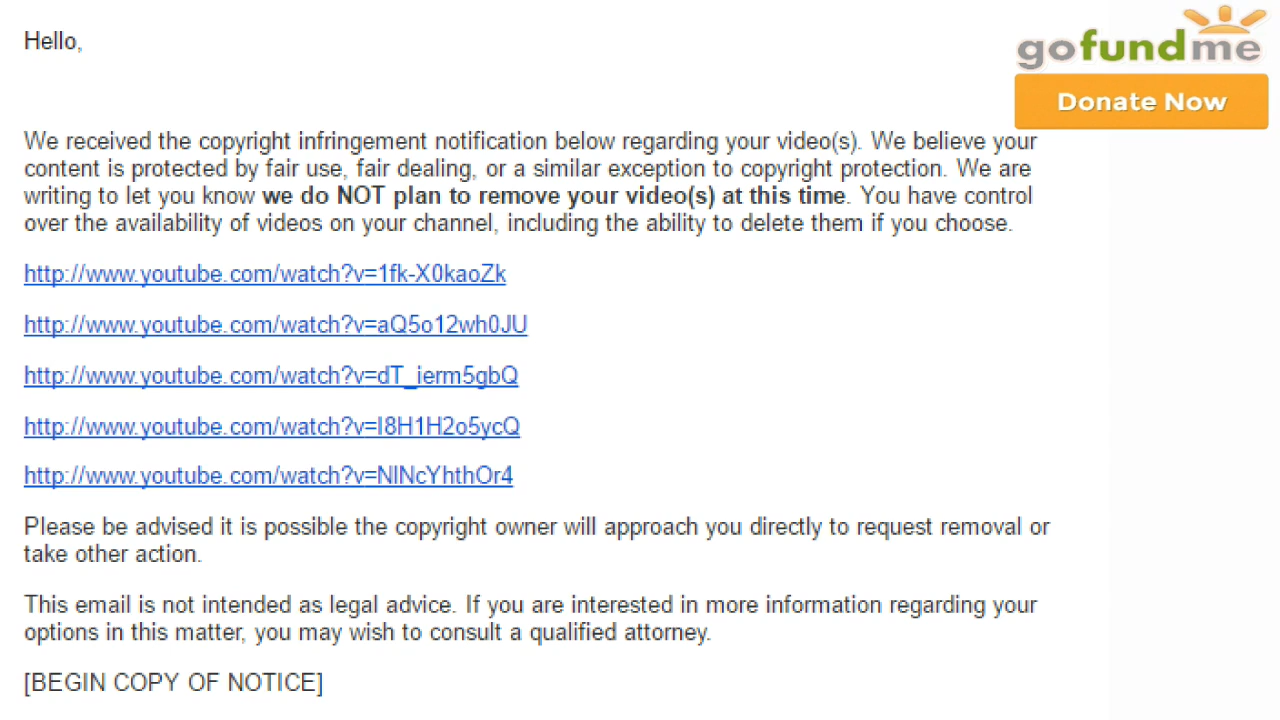 Hello,
gofundme
Donate Now
We received the copyright infringement notification below regarding your video(s). We believe your
content is protected by fair use, fair dealing, or a similar exception to copyright protection. We are
writing to let you know we do NOT plan to remove your video(s) at this time. You have control
over the availability of videos on your channel, including the ability to delete them if you choose.
http://www.youtube.com/watch?v=1fk-X0kaoZk
http://www.youtube.com/watch?v=aQ5o12wh0JU
http://www.youtube.com/watch?v=dT_ierm5gbQ
http://www.youtube.com/watch?v=I8H1H2o5ycQ
http://www.youtube.com/watch?v=NlNcYhthOr4
Please be advised it is possible the copyright owner will approach you directly to request removal or
take other action.
This email is not intended as legal advice. If you are interested in more information regarding your
options in this matter, you may wish to consult a qualified attorney.
[BEGIN COPY OF NOTICE]